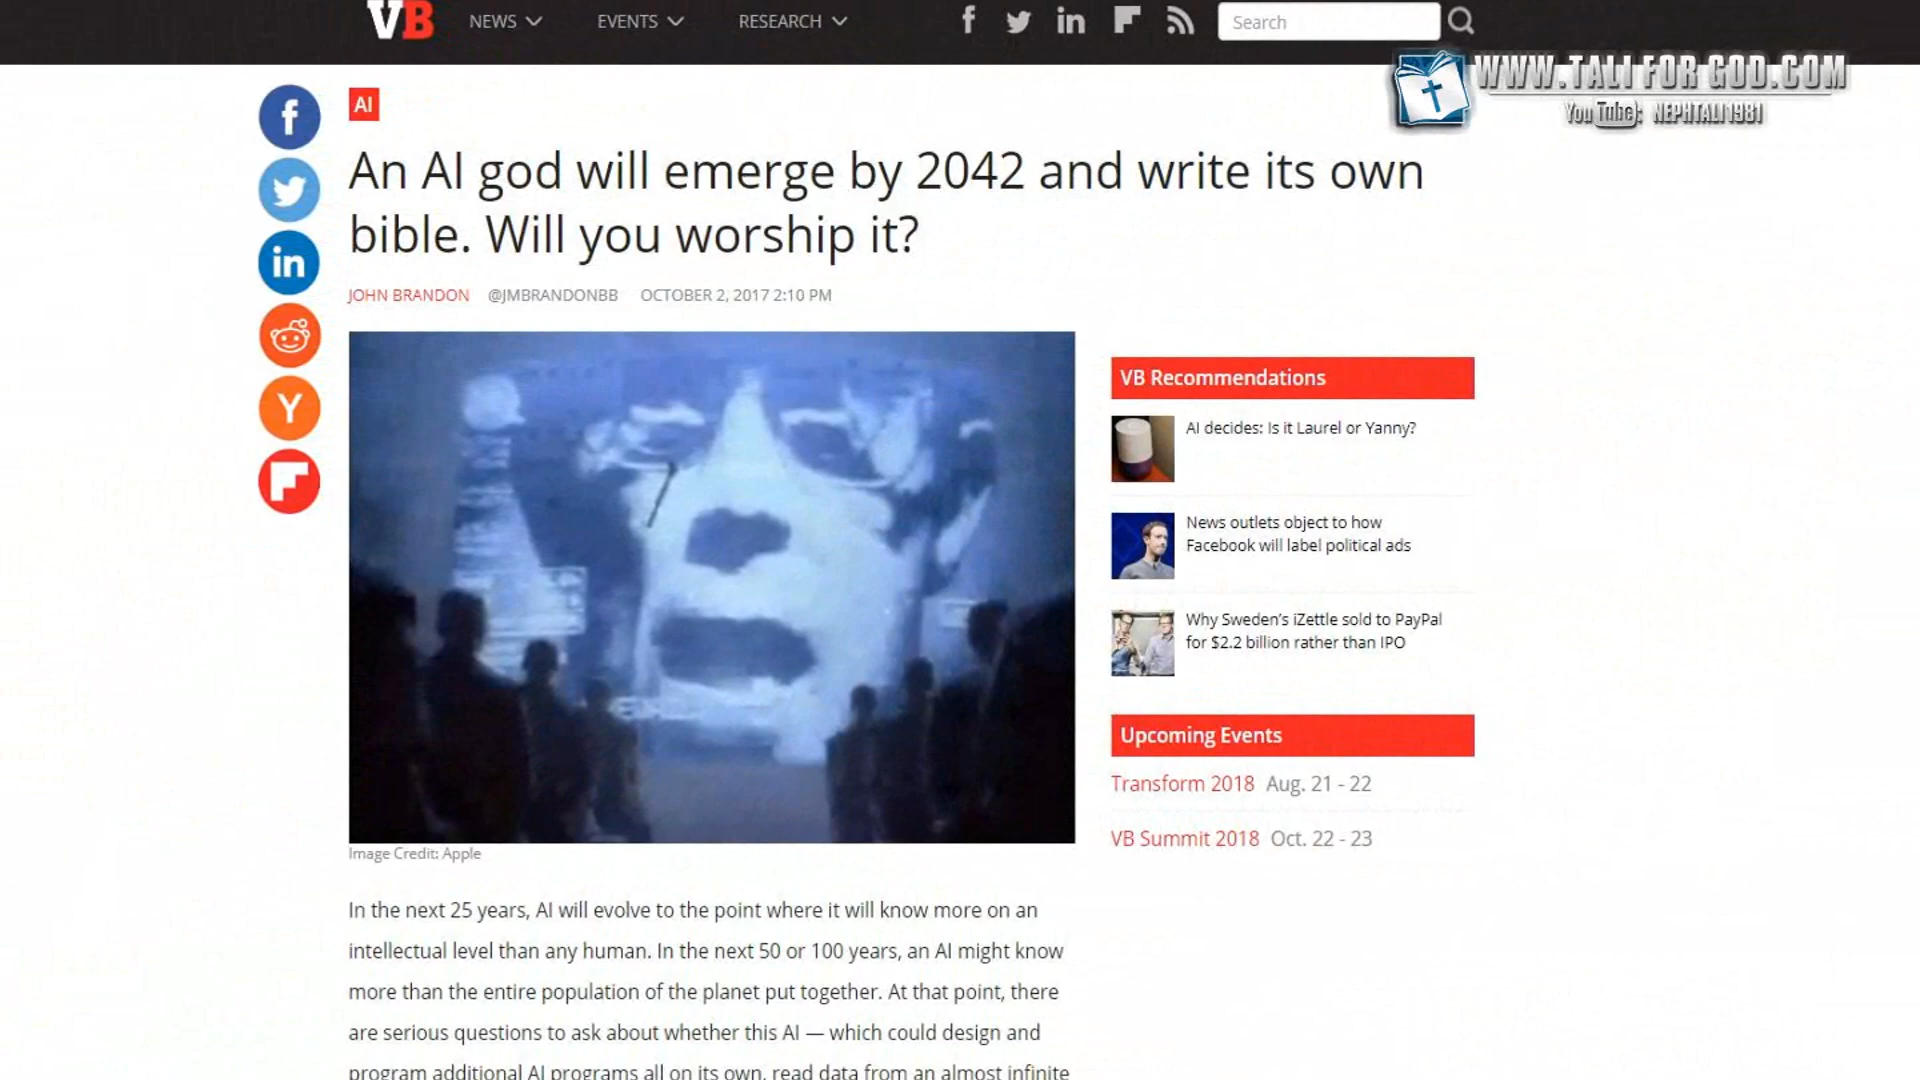 VB
NEWS
EVENTS
RESEARCH
Search
WWW.TALI FOR GOD.COM
You Tube: NEPHTALI1981
AI
An AI god will emerge by 2042 and write its own
bible. Will you worship it?
JOHN BRANDON @JMBRANDONBB OCTOBER 2, 2017 2:10 PM
VB Recommendations
AI decides: Is it Laurel or Yanny?
News outlets object to how
Facebook will label political ads
Why Sweden's iZettle sold to PayPal
for $2.2 billion rather than IPO
Upcoming Events
Transform 2018 Aug. 21 - 22
VB Summit 2018 Oct. 22 - 23
Image Credit: Apple
In the next 25 years, AI will evolve to the point where it will know more on an
intellectual level than any human. In the next 50 or 100 years, an AI might know
more than the entire population of the planet put together. At that point, there
are serious questions to ask about whether this AI — which could design and
program additional AI programs all on its own, read data from an almost infinite